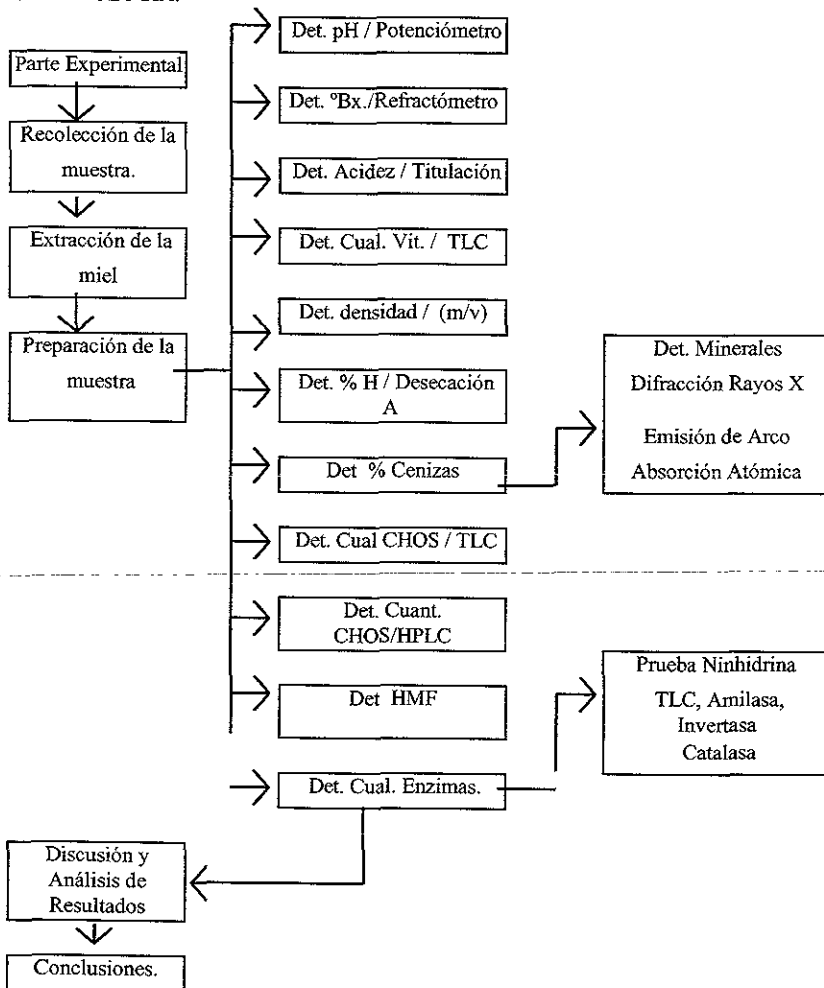 Parte Experimental
Recolección de la
muestra.
Extracción de la
miel
Preparación de la
muestra
Det. pH / Potenciómetro
Det. ºBx./Refractómetro
Det. Acidez / Titulación
Det. Cual. Vit. / TLC
Det. densidad / (m/v)
Det. % H / Desecación
A
Det % Cenizas
Det. Cual CHOS / TLC
Det. Cuant.
CHOS/HPLC
Det HMF
Det. Cual. Enzimas.
Det. Minerales
Difracción Rayos X
Emisión de Arco
Absorción Atómica
Prueba Ninhidrina
TLC, Amilasa,
Invertasa
Catalasa
Discusión y
Análisis de
Resultados
Conclusiones.